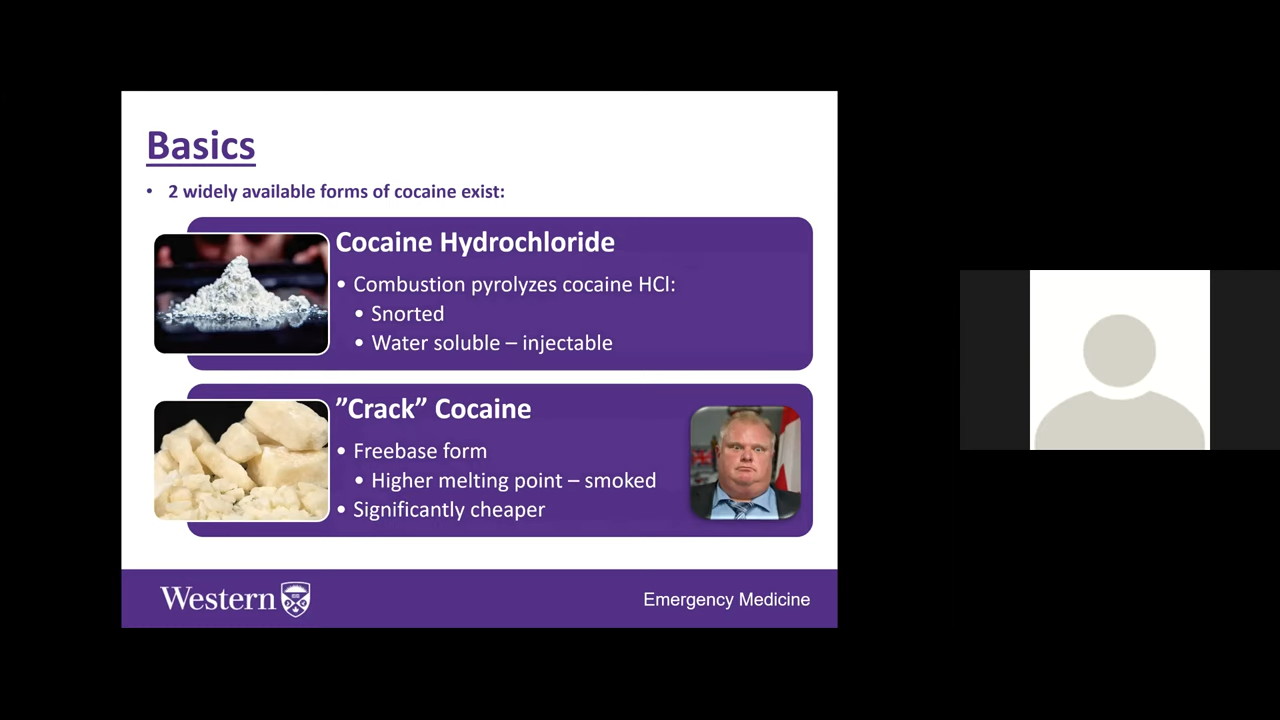 Basics
• 2 widely available forms of cocaine exist:
Cocaine Hydrochloride
• Combustion pyrolyzes cocaine HCl:
• Snorted
• Water soluble – injectable
”Crack” Cocaine
• Freebase form
• Higher melting point – smoked
• Significantly cheaper
Western
Emergency Medicine